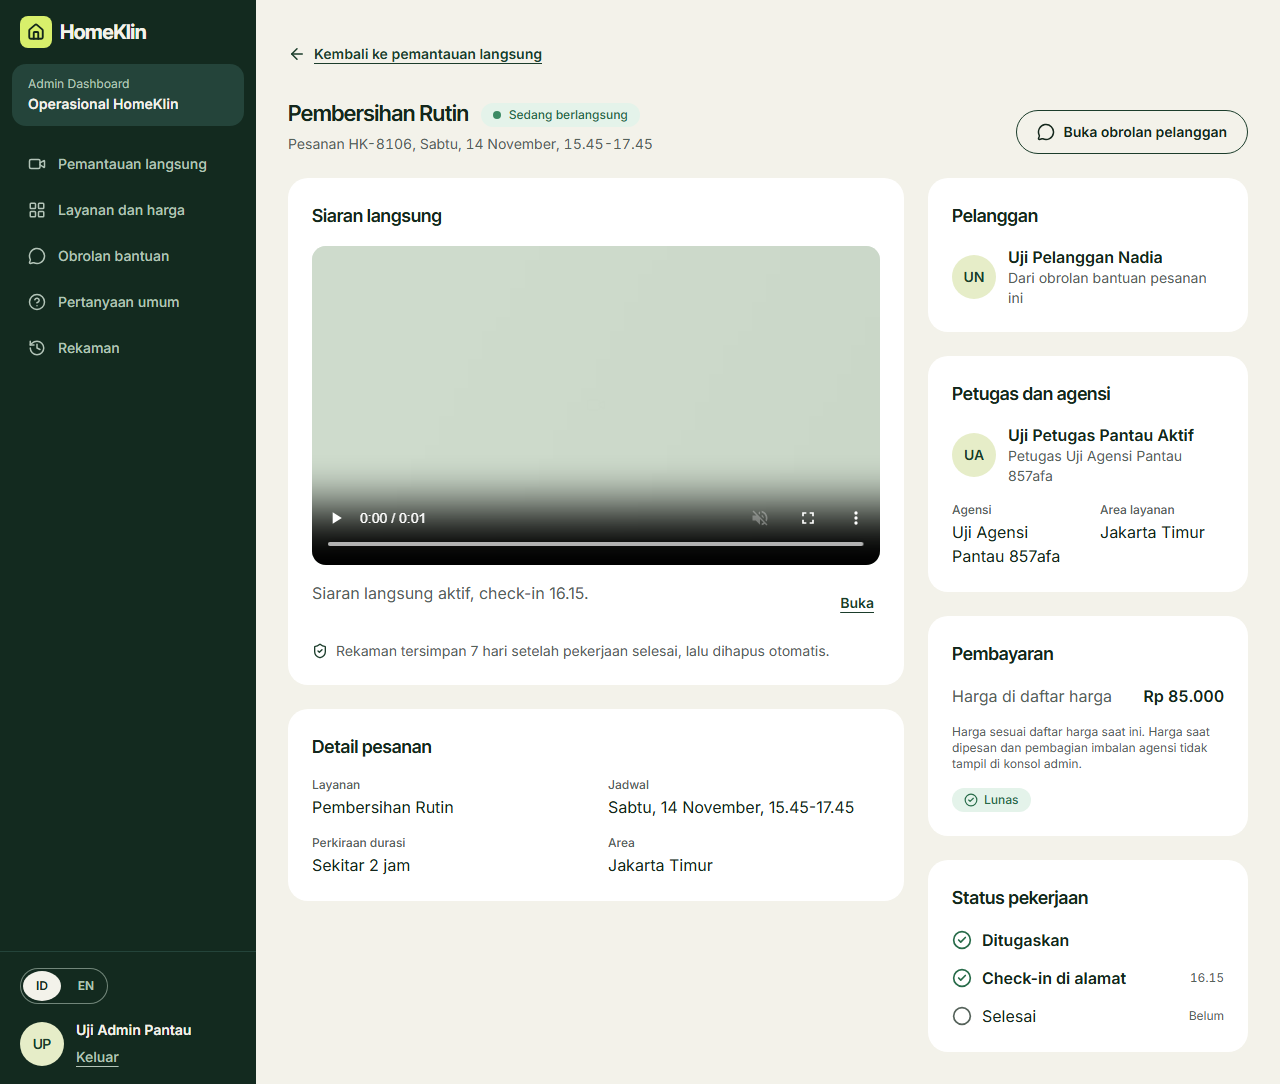 HomeKlin
Admin Dashboard
Operasional HomeKlin
Pemantauan langsung
Layanan dan harga
Obrolan bantuan
Pertanyaan umum
Rekaman
ID EN
UP
Uji Admin Pantau
Keluar
Kembali ke pemantauan langsung
Pembersihan Rutin
Sedang berlangsung
Pesanan HK-8106, Sabtu, 14 November, 15.45-17.45
Buka obrolan pelanggan
Siaran langsung
0:00 / 0:01
Siaran langsung aktif, check-in 16.15.
Buka
Rekaman tersimpan 7 hari setelah pekerjaan selesai, lalu dihapus otomatis.
Detail pesanan
Layanan
Pembersihan Rutin
Jadwal
Sabtu, 14 November, 15.45-17.45
Perkiraan durasi
Sekitar 2 jam
Area
Jakarta Timur
Pelanggan
UN
Uji Pelanggan Nadia
Dari obrolan bantuan pesanan
ini
Petugas dan agensi
UA
Uji Petugas Pantau Aktif
Petugas Uji Agensi Pantau
857afa
Agensi
Uji Agensi
Pantau 857afa
Area layanan
Jakarta Timur
Pembayaran
Harga di daftar harga Rp 85.000
Harga sesuai daftar harga saat ini. Harga saat
dipesan dan pembagian imbalan agensi tidak
tampil di konsol admin.
Lunas
Status pekerjaan
Ditugaskan
Check-in di alamat 16.15
Selesai Belum